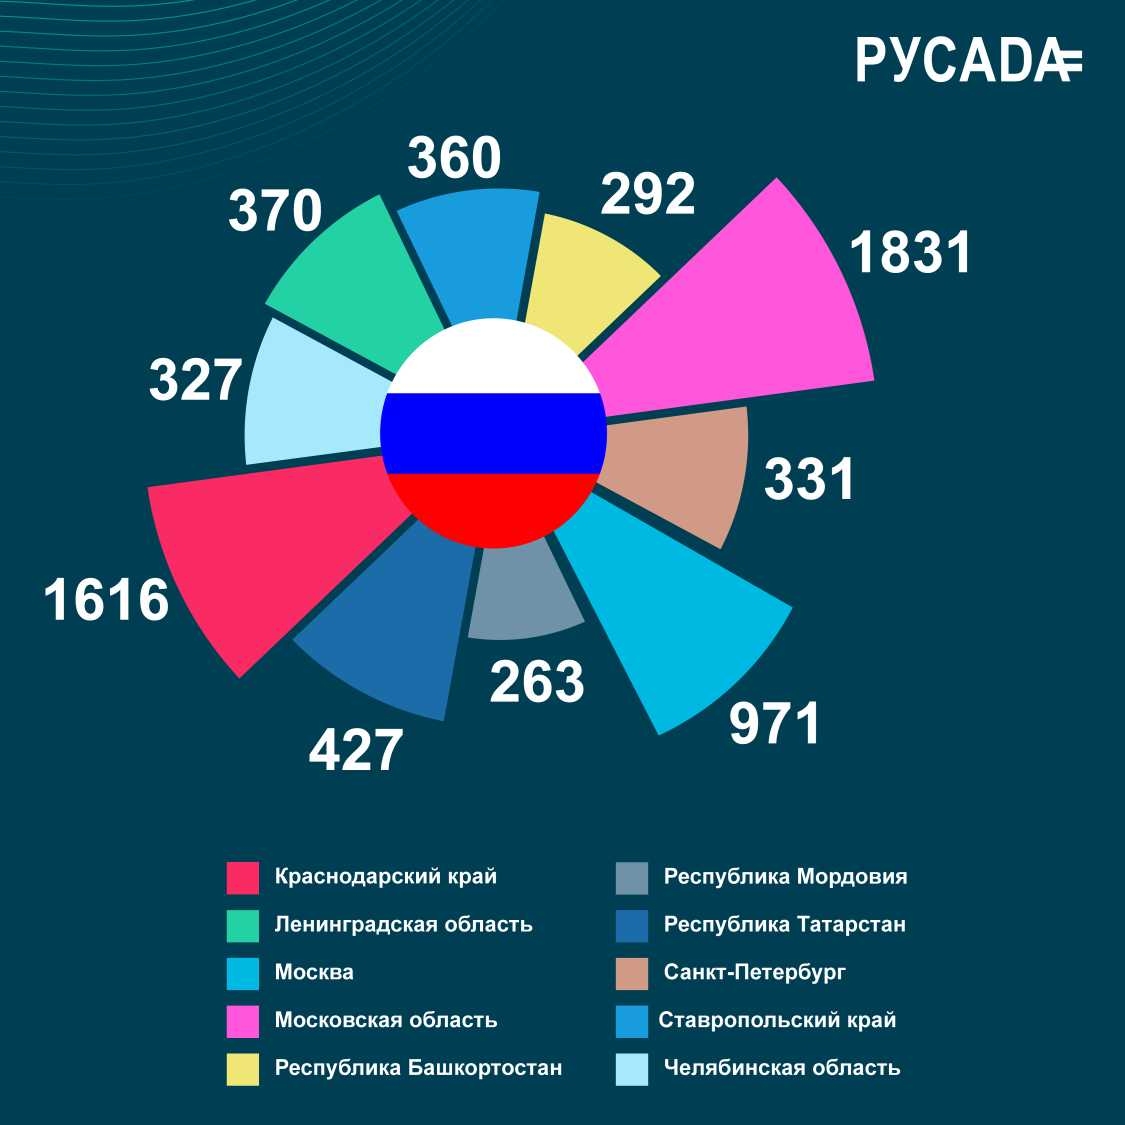 РУСАДА
360
292
370
1831
327
331
1616
263
971
427
Краснодарский край
Ленинградская область
Москва
Московская область
Республика Башкортостан
Республика Мордовия
Республика Татарстан
Санкт-Петербург
Ставропольский край
Челябинская область